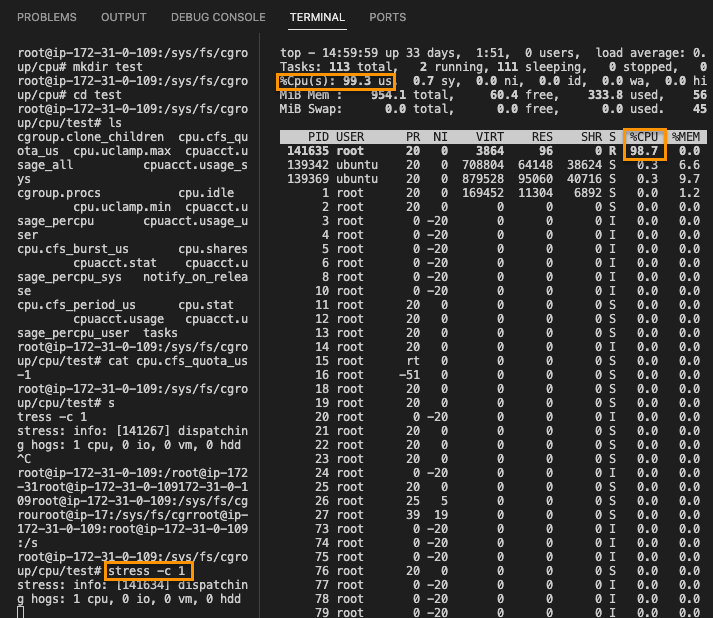 PROBLEMS OUTPUT DEBUG CONSOLE TERMINAL PORTS
root@ip-172-31-0-109:/sys/fs/cgro
up/cpu# mkdir test
root@ip-172-31-0-109:/sys/fs/cgro
up/cpu# cd test
root@ip-172-31-0-109:/sys/fs/cgro
up/cpu/test# ls
cgroup.clone_children cpu.cfs_qu
ota_us cpu.uclamp.max cpuacct.u
sage_all cpuacct.usage_s
ys
cgroup.procs cpu.idle
cpu.uclamp.min cpuacct.u
sage_percpu cpuacct.usage_u
ser
cpu.cfs_burst_us cpu.shares
cpuacct.stat cpuacct.u
sage_percpu_sys notify_on_relea
se
cpu.cfs_period_us cpu.stat
cpuacct.usage cpuacct.u
sage_percpu_user tasks
root@ip-172-31-0-109:/sys/fs/cgro
up/cpu/test# cat cpu.cfs_quota_us
-1
root@ip-172-31-0-109:/sys/fs/cgro
up/cpu/test# s
tress -c 1
stress: info: [141267] dispatchin
g hogs: 1 cpu, 0 io, 0 vm, 0 hdd
^C
root@ip-172-31-0-109:/root@ip-172
-31root@ip-172-31-0-109172-31-0-1
09root@ip-172-31-0-109:/sys/fs/cg
rouroot@ip-17:/sys/fs/cgrroot@ip-
172-31-0-109:root@ip-172-31-0-109
:/s
root@ip-172-31-0-109:/sys/fs/cgro
up/cpu/test# stress -c 1
stress: info: [141634] dispatchin
g hogs: 1 cpu, 0 io, 0 vm, 0 hdd
top - 14:59:59 up 33 days, 1:51, 0 users, load average: 0.
Tasks: 113 total, 2 running, 111 sleeping, 0 stopped, 0
%Cpu(s): 99.3 us, 0.7 sy, 0.0 ni, 0.0 id, 0.0 wa, 0.0 hi
MiB Mem : 954.1 total, 60.4 free, 333.8 used, 56
MiB Swap: 0.0 total, 0.0 free, 0.0 used. 45
PID USER PR NI VIRT RES SHR S %CPU %MEM
141635 root 20 0 3864 96 0 R 98.7 0.0
139342 ubuntu 20 0 708804 64148 38624 S 0.3 6.6
139369 ubuntu 20 0 879528 95060 40716 S 0.3 9.7
1 root 20 0 169452 11304 6892 S 0.0 1.2
2 root 20 0 0 0 0 S 0.0 0.0
3 root 0 -20 0 0 0 I 0.0 0.0
4 root 0 -20 0 0 0 I 0.0 0.0
5 root 0 -20 0 0 0 I 0.0 0.0
6 root 0 -20 0 0 0 I 0.0 0.0
8 root 0 -20 0 0 0 I 0.0 0.0
10 root 0 -20 0 0 0 I 0.0 0.0
11 root 20 0 0 0 0 S 0.0 0.0
12 root 20 0 0 0 0 S 0.0 0.0
13 root 20 0 0 0 0 S 0.0 0.0
14 root 20 0 0 0 0 I 0.0 0.0
15 root rt 0 0 0 0 S 0.0 0.0
16 root -51 0 0 0 0 S 0.0 0.0
18 root 20 0 0 0 0 S 0.0 0.0
19 root 20 0 0 0 0 S 0.0 0.0
20 root 0 -20 0 0 0 I 0.0 0.0
21 root 20 0 0 0 0 S 0.0 0.0
22 root 20 0 0 0 0 S 0.0 0.0
23 root 20 0 0 0 0 S 0.0 0.0
24 root 0 -20 0 0 0 I 0.0 0.0
25 root 20 0 0 0 0 S 0.0 0.0
26 root 25 5 0 0 0 S 0.0 0.0
27 root 39 19 0 0 0 S 0.0 0.0
73 root 0 -20 0 0 0 I 0.0 0.0
74 root 0 -20 0 0 0 I 0.0 0.0
75 root 0 -20 0 0 0 I 0.0 0.0
76 root 20 0 0 0 0 S 0.0 0.0
77 root 0 -20 0 0 0 I 0.0 0.0
78 root 0 -20 0 0 0 I 0.0 0.0
79 root 0 -20 0 0 0 I 0.0 0.0